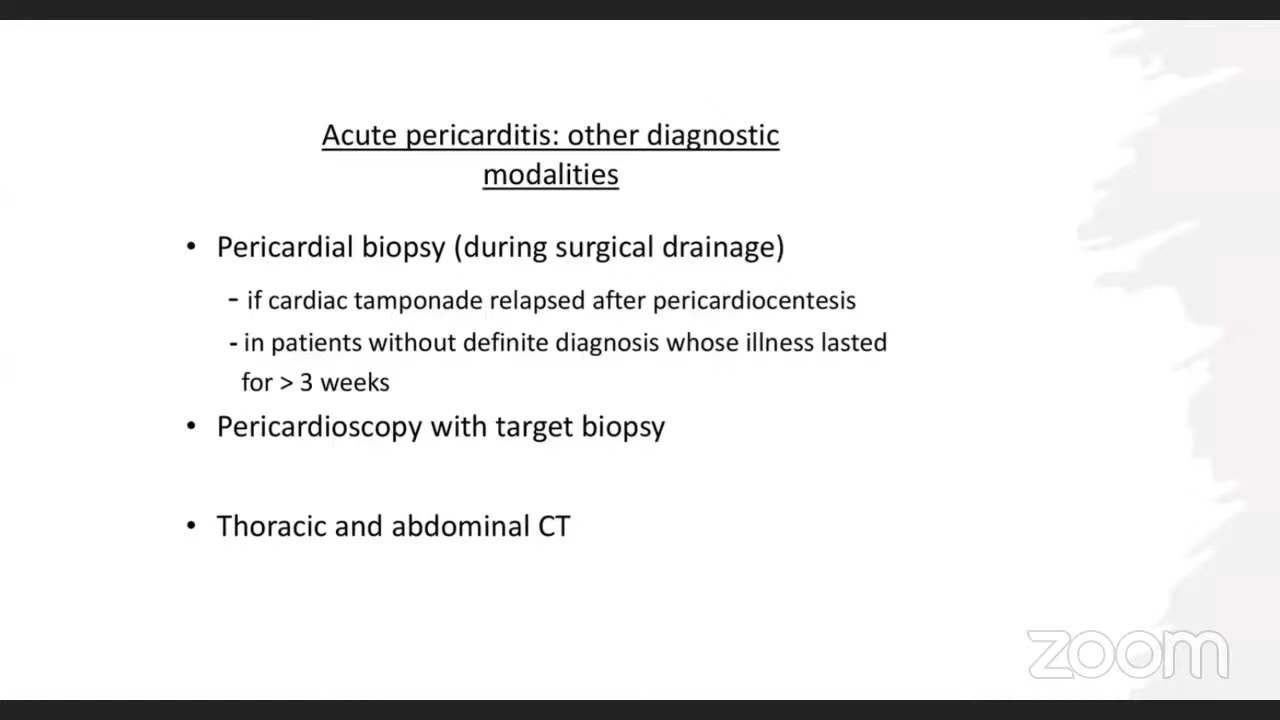 Acute pericarditis: other diagnostic
modalities
• Pericardial biopsy (during surgical drainage)
- if cardiac tamponade relapsed after pericardiocentesis
- in patients without definite diagnosis whose illness lasted
for > 3 weeks
• Pericardioscopy with target biopsy
• Thoracic and abdominal CT
zoom